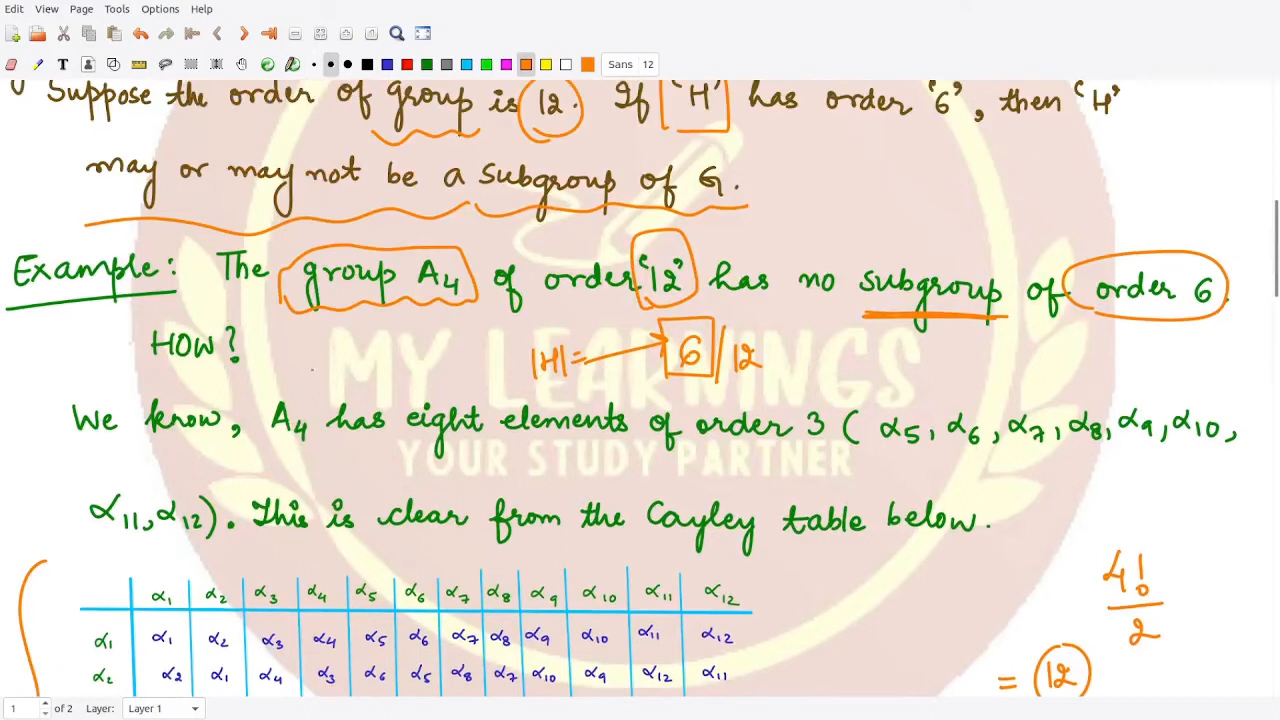 Edit View Page Tools Options Help
Sans 12
Suppose the order of group is 12. If 'H' has order '6', then 'H'
may or may not be a subgroup of G.
Example: The group A4 of order '12' has no subgroup of order 6.
HOW?
|H| = 6/12
We know, A4 has eight elements of order 3 (α5, α6, α7, α8, α9, α10,
α11, α12). This is clear from the Cayley table below.
4!
2
= 12
α1 α2 α3 α4 α5 α6 α7 α8 α9 α10 α11 α12
α1 α1 α2 α3 α4 α5 α6 α7 α8 α9 α10 α11 α12
α2 α2 α1 α4 α3 α6 α5 α8 α7 α10 α9 α12 α11
MY LEARNINGS
YOUR STUDY PARTNER
1 of 2 Layer: Layer 1